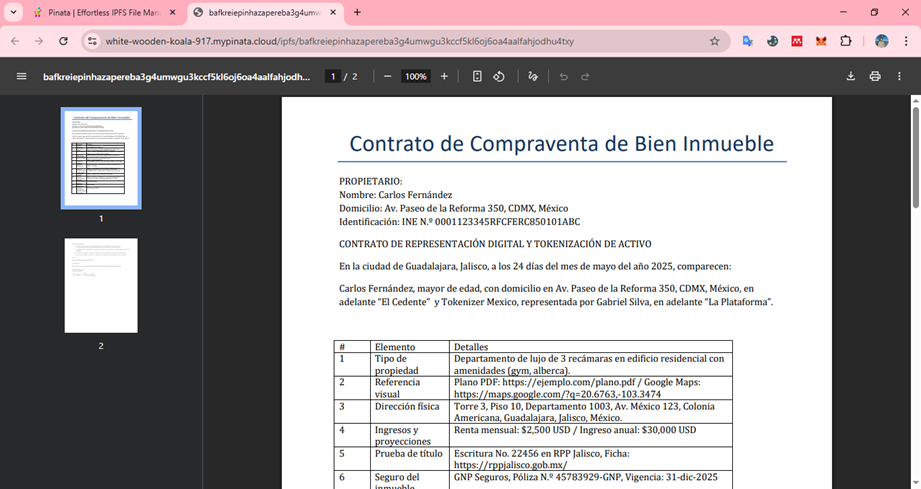 Pinata | Effortless IPFS File Man
bafkreiepinhazapereba3g4umw
white-wooden-koala-917.mypinata.cloud/ipfs/bafkreiepinhazapereba3g4umwgu3kccf5kl6oj6oa4aalfahjodhu4txy
bafkreiepinhazapereba3g4umwgu3kccf5kl6oj6oa4aalfahjodh...
1 / 2
100%
Contrato de Compraventa de Bien Inmueble
1
2
Contrato de Compraventa de Bien Inmueble
PROPIETARIO:
Nombre: Carlos Fernández
Domicilio: Av. Paseo de la Reforma 350, CDMX, México
Identificación: INE N.º 0001123345RFCFERC850101ABC
CONTRATO DE REPRESENTACIÓN DIGITAL Y TOKENIZACIÓN DE ACTIVO
En la ciudad de Guadalajara, Jalisco, a los 24 días del mes de mayo del año 2025, comparecen:
Carlos Fernández, mayor de edad, con domicilio en Av. Paseo de la Reforma 350, CDMX, México, en
adelante “El Cedente” y Tokenizer Mexico, representada por Gabriel Silva, en adelante “La Plataforma”.
# Elemento Detalles
1 Tipo de propiedad Departamento de lujo de 3 recámaras en edificio residencial con
amenidades (gym, alberca).
2 Referencia visual Plano PDF: https://ejemplo.com/plano.pdf / Google Maps:
https://maps.google.com/?q=20.6763,-103.3474
3 Dirección física Torre 3, Piso 10, Departamento 1003, Av. México 123, Colonia
Americana, Guadalajara, Jalisco, México.
4 Ingresos y proyecciones Renta mensual: $2,500 USD / Ingreso anual: $30,000 USD
5 Prueba de título Escritura No. 22456 en RPP Jalisco, Ficha:
https://rppjalisco.gob.mx/
6 Seguro del inmueble GNP Seguros, Póliza N.º 45783929-GNP, Vigencia: 31-dic-2025